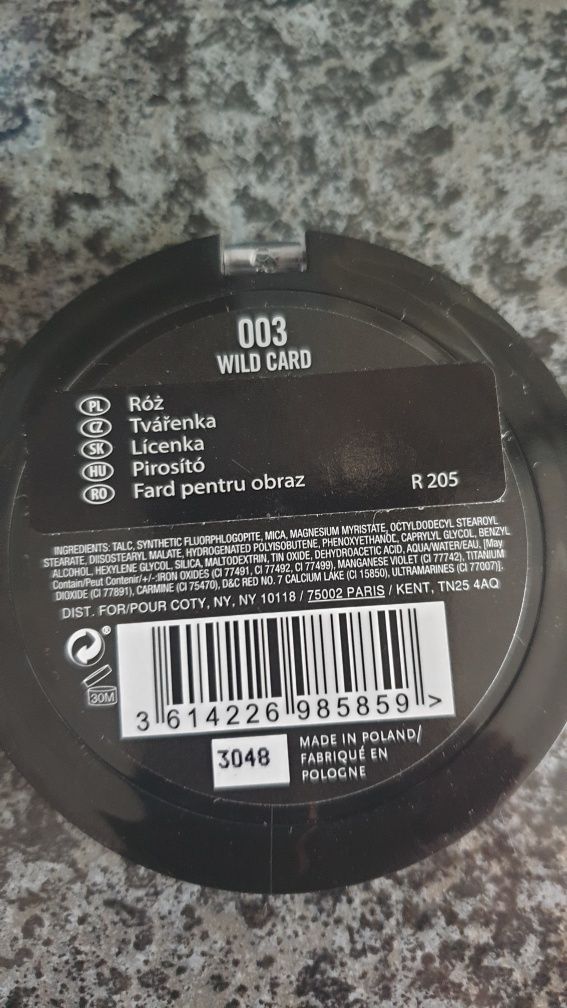 003
WILD CARD
PL Róż
CZ Tvářenka
SK Lícenka
HU Pirosító
RO Fard pentru obraz
R 205
INGREDIENTS: TALC, SYNTHETIC FLUORPHLOGOPITE, MICA, MAGNESIUM MYRISTATE, OCTYLDODECYL STEAROYL
STEARATE, DIISOSTEARYL MALATE, HYDROGENATED POLYISOBUTENE, PHENOXYETHANOL, CAPRYLYL GLYCOL, BENZYL
ALCOHOL, HEXYLENE GLYCOL, SILICA, MALTODEXTRIN, TIN OXIDE, DEHYDROACETIC ACID, AQUA/WATER/EAU, [May
Contain/Peut Contenir/+/-:IRON OXIDES (CI 77491, CI 77492, CI 77499), MANGANESE VIOLET (CI 77742), TITANIUM
DIOXIDE (CI 77891), CARMINE (CI 75470), D&C RED NO. 7 CALCIUM LAKE (CI 15850), ULTRAMARINES (CI 77007)].
DIST. FOR/POUR COTY, NY, NY 10118 / 75002 PARIS / KENT, TN25 4AQ
®
30M
3 614226 985859 >
3048
MADE IN POLAND/
FABRIQUÉ EN
POLOGNE